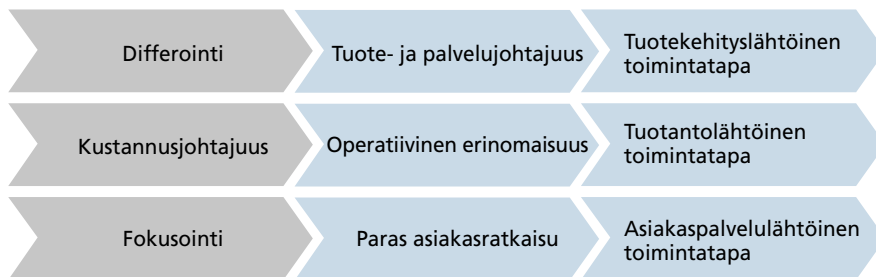 Differointi
Tuote- ja palvelujohtajuus
Tuotekehityslähtöinen
toimintatapa
Kustannusjohtajuus
Operatiivinen erinomaisuus
Tuotantolähtöinen
toimintatapa
Fokusointi
Paras asiakasratkaisu
Asiakaspalvelulähtöinen
toimintatapa